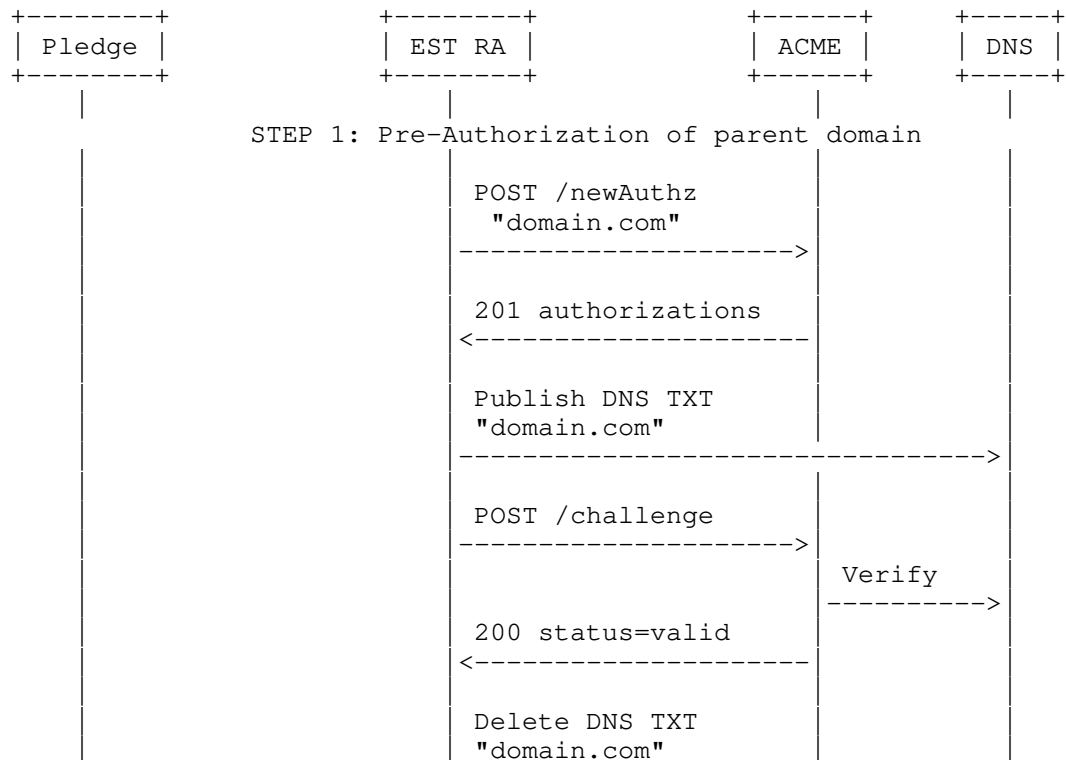 +--------+             +--------+             +------+     +-----+
| Pledge |             | EST RA |             | ACME |     | DNS |
+--------+             +--------+             +------+     +-----+
    |                      |                      |           |
              STEP 1: Pre-Authorization of parent domain
    |                      |                      |           |
    |                      | POST /newAuthz       |           |
    |                      |  "domain.com"        |           |
    |                      |--------------------->|           |
    |                      |                      |           |
    |                      | 201 authorizations   |           |
    |                      |<---------------------|           |
    |                      |                      |           |
    |                      | Publish DNS TXT      |           |
    |                      | "domain.com"         |           |
    |                      |--------------------------------->|
    |                      |                      |           |
    |                      | POST /challenge      |           |
    |                      |--------------------->|           |
    |                      |                      | Verify    |
    |                      |                      |---------->|
    |                      | 200 status=valid     |           |
    |                      |<---------------------|           |
    |                      |                      |           |
    |                      | Delete DNS TXT       |           |
    |                      | "domain.com"         |           |